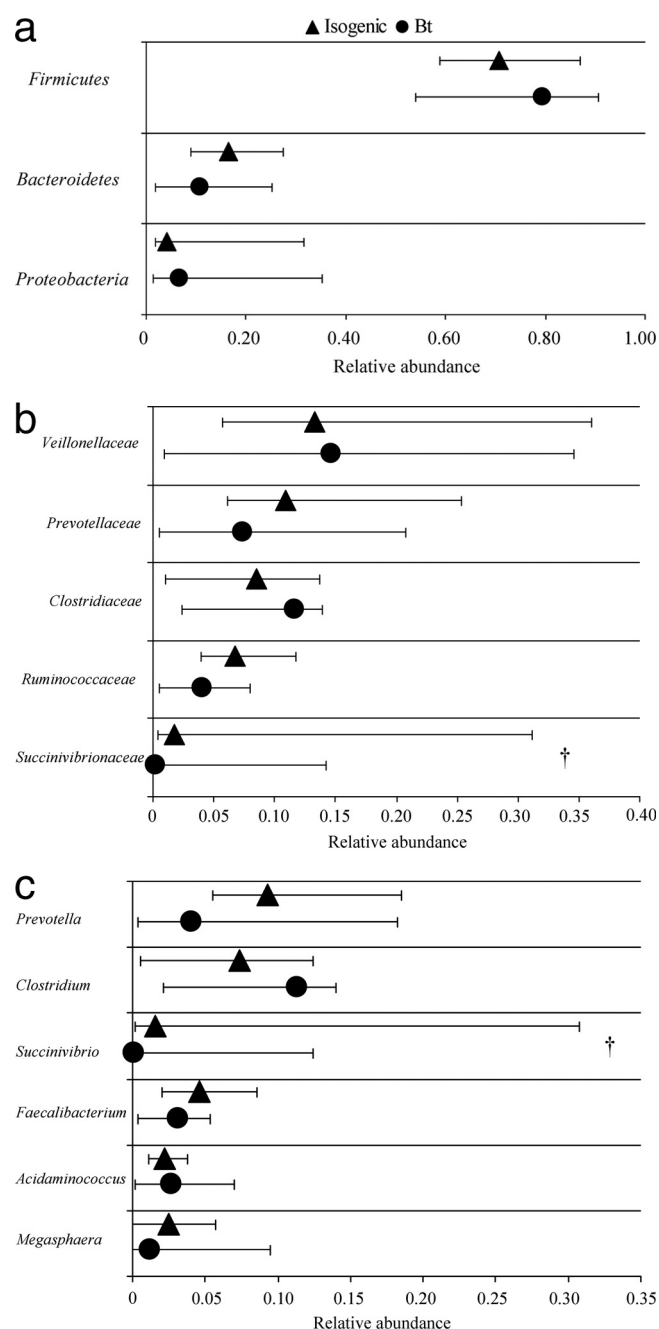 a
▲ Isogenic ● Bt
Firmicutes
Bacteroidetes
Proteobacteria
0 0.20 0.40 0.60 0.80 1.00
Relative abundance
b
Veillonellaceae
Prevotellaceae
Clostridiaceae
Ruminococcaceae
Succinivibrionaceae †
0 0.05 0.10 0.15 0.20 0.25 0.30 0.35 0.40
Relative abundance
c
Prevotella
Clostridium
Succinivibrio †
Faecalibacterium
Acidaminococcus
Megasphaera
0 0.05 0.10 0.15 0.20 0.25 0.30 0.35
Relative abundance